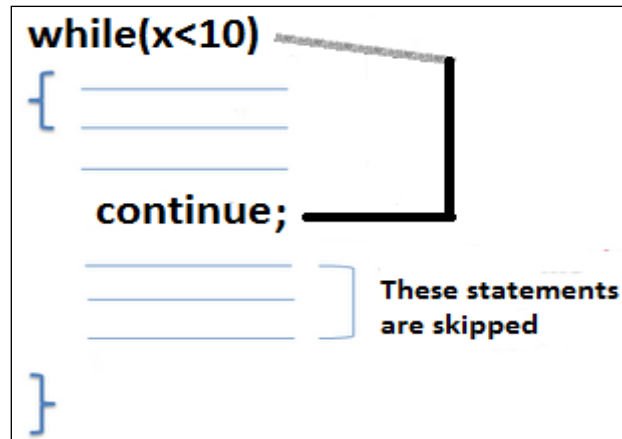 while(x<10)
{
continue;
These statements
are skipped
}